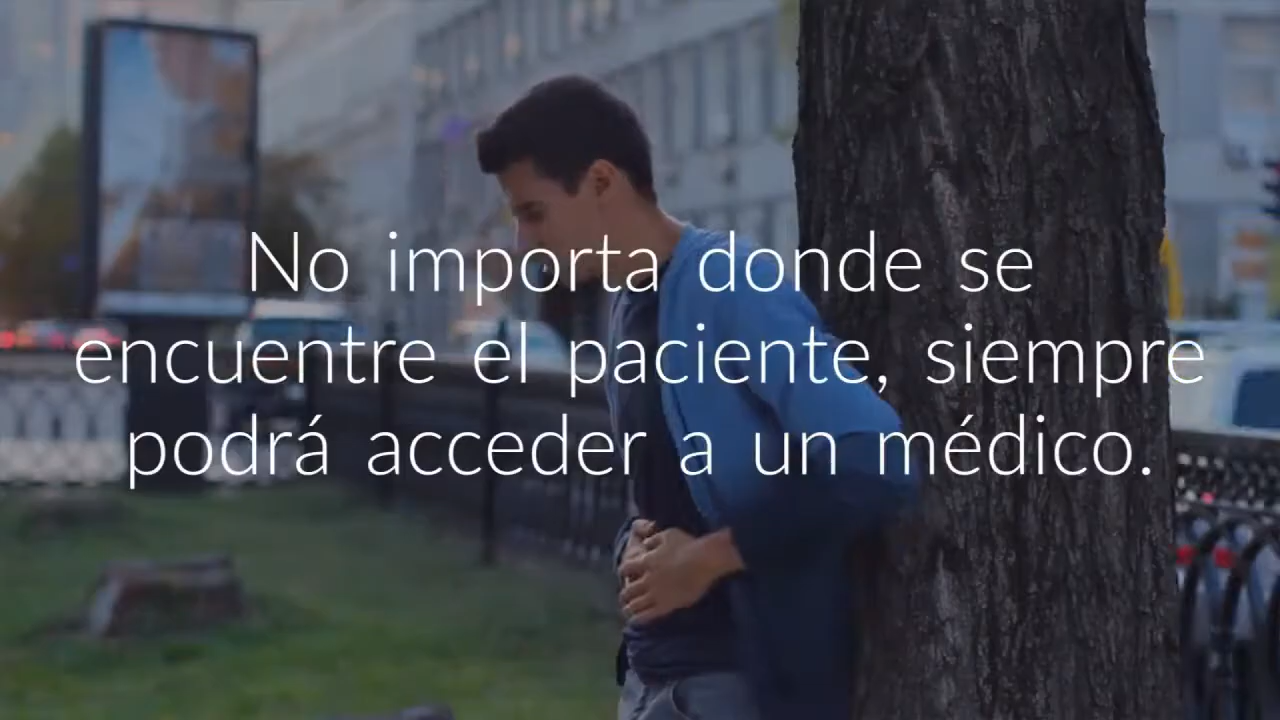 No importa donde se
encuentre el paciente, siempre
podrá acceder a un médico.